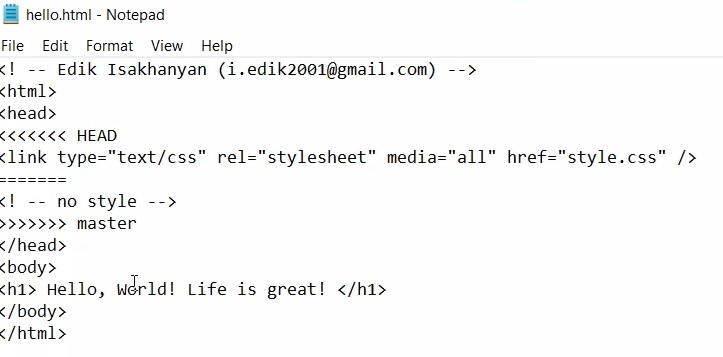 hello.html - Notepad
File Edit Format View Help
<! -- Edik Isakhanyan (i.edik2001@gmail.com) -->
<html>
<head>
<<<<<<< HEAD
<link type="text/css" rel="stylesheet" media="all" href="style.css" />
=======
<! -- no style -->
>>>>>>> master
</head>
<body>
<h1> Hello, World! Life is great! </h1>
</body>
</html>